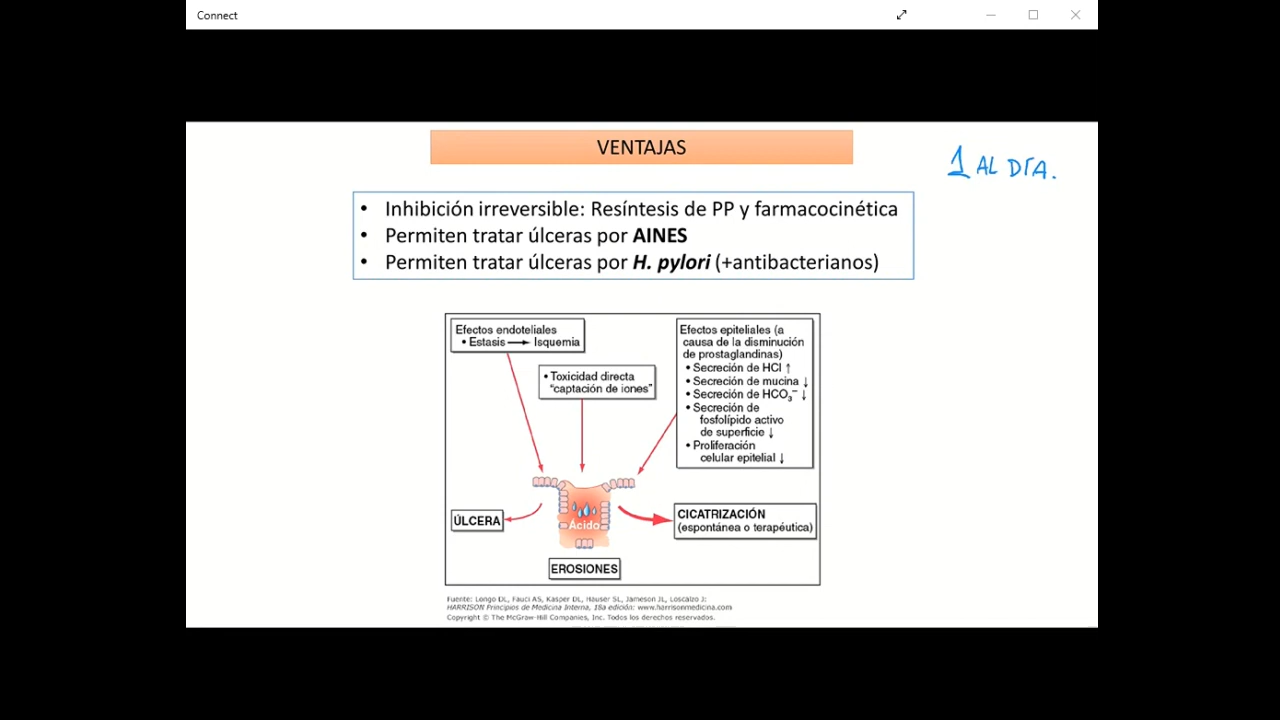 Connect
VENTAJAS
1 AL DÍA.
• Inhibición irreversible: Resíntesis de PP y farmacocinética
• Permiten tratar úlceras por AINES
• Permiten tratar úlceras por H. pylori (+antibacterianos)
Efectos endoteliales
• Estasis → Isquemia
• Toxicidad directa
"captación de iones"
Efectos epiteliales (a
causa de la disminución
de prostaglandinas)
• Secreción de HCl ↑
• Secreción de mucina ↓
• Secreción de HCO₃⁻ ↓
• Secreción de
fosfolípido activo
de superficie ↓
• Proliferación
celular epitelial ↓
Ácido
ÚLCERA
CICATRIZACIÓN
(espontánea o terapéutica)
EROSIONES
Fuente: Longo DL, Fauci AS, Kasper DL, Hauser SL, Jameson JL, Loscalzo J:
HARRISON Principios de Medicina Interna, 18a edición: www.harrisonmedicina.com
Copyright © The McGraw-Hill Companies, Inc. Todos los derechos reservados.